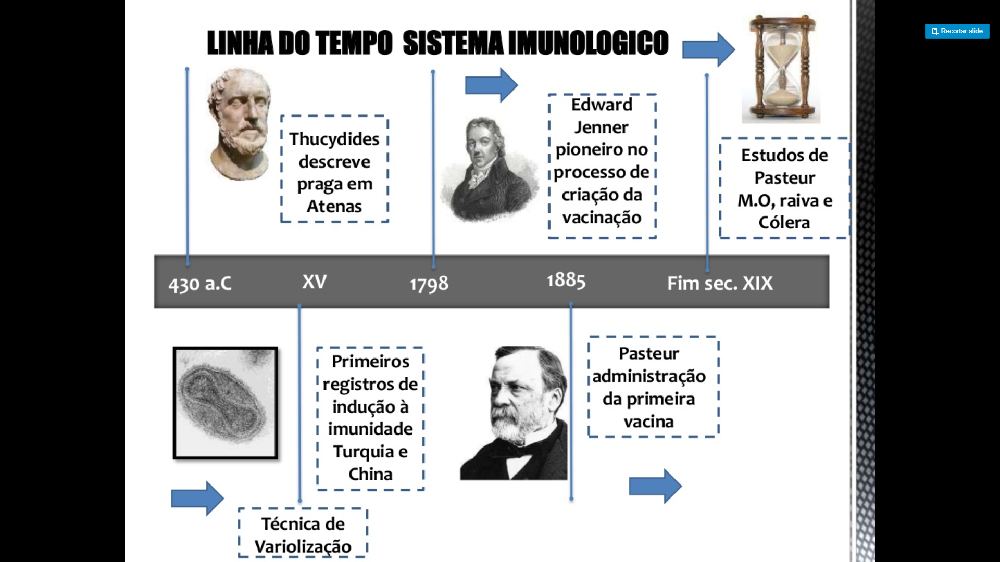 LINHA DO TEMPO SISTEMA IMUNOLOGICO
Recortar slide
Thucydides
descreve
praga em
Atenas
Edward
Jenner
pioneiro no
processo de
criação da
vacinação
Estudos de
Pasteur
M.O, raiva e
Cólera
430 a.C
XV
1798
1885
Fim sec. XIX
Primeiros
registros de
indução à
imunidade
Turquia e
China
Pasteur
administração
da primeira
vacina
Técnica de
Variolização